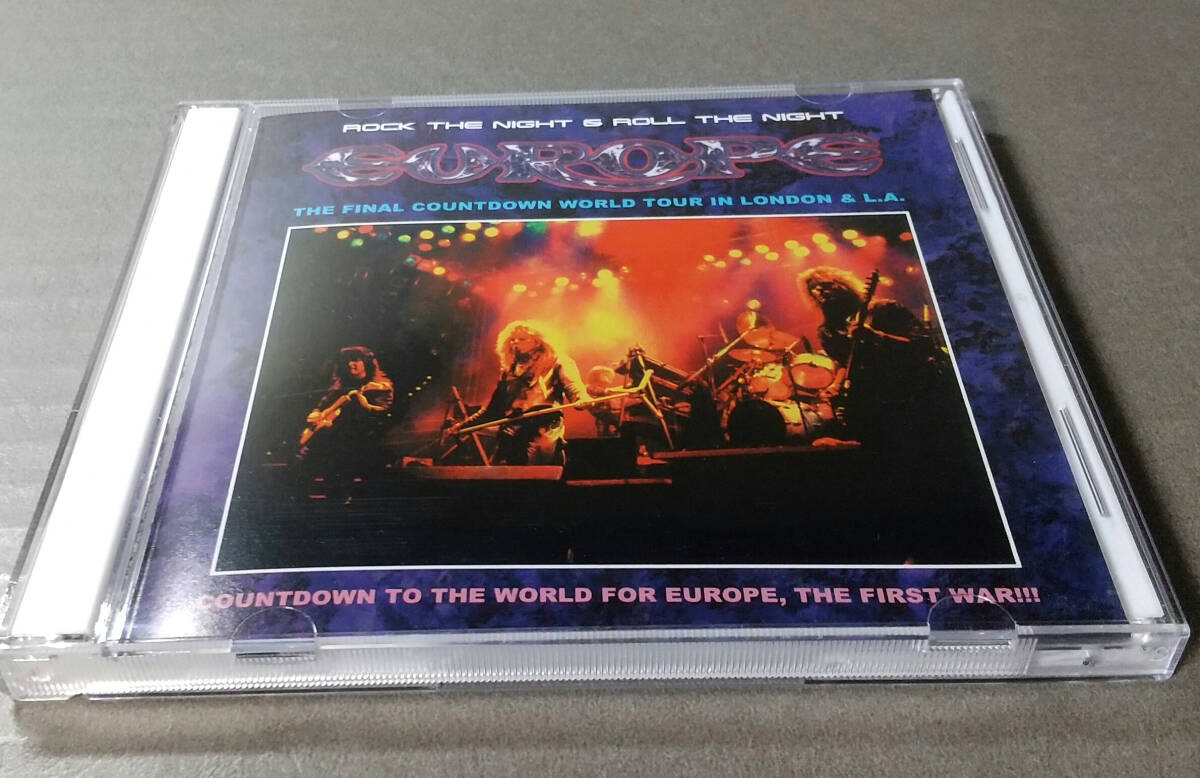 ROCK THE NIGHT & ROLL THE NIGHT
EUROPE
THE FINAL COUNTDOWN WORLD TOUR IN LONDON & L.A.
COUNTDOWN TO THE WORLD FOR EUROPE, THE FIRST WAR!!!